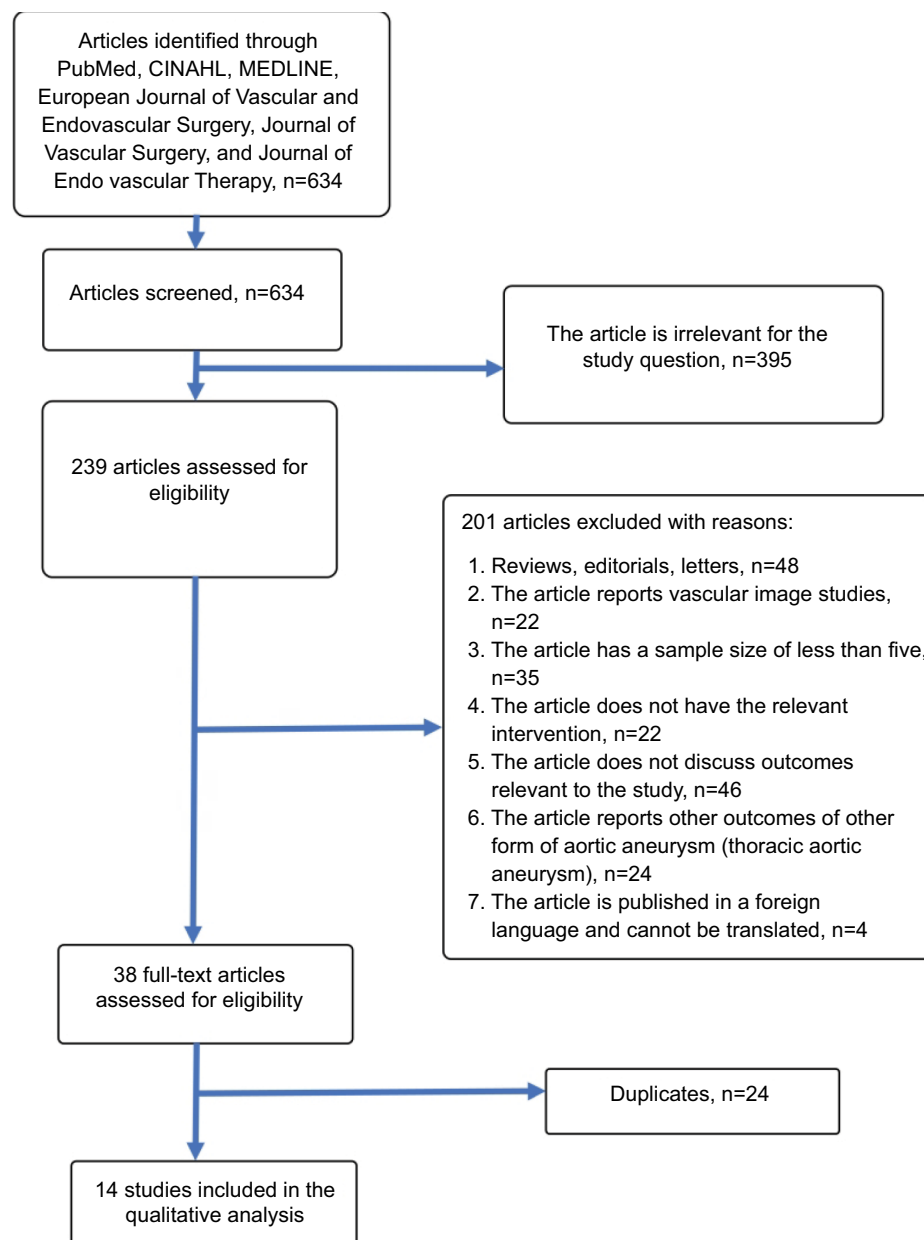 Articles identified through
PubMed, CINAHL, MEDLINE,
European Journal of Vascular and
Endovascular Surgery, Journal of
Vascular Surgery, and Journal of
Endo vascular Therapy, n=634
Articles screened, n=634
The article is irrelevant for the
study question, n=395
239 articles assessed for
eligibility
201 articles excluded with reasons:
1. Reviews, editorials, letters, n=48
2. The article reports vascular image studies,
n=22
3. The article has a sample size of less than five,
n=35
4. The article does not have the relevant
intervention, n=22
5. The article does not discuss outcomes
relevant to the study, n=46
6. The article reports other outcomes of other
form of aortic aneurysm (thoracic aortic
aneurysm), n=24
7. The article is published in a foreign
language and cannot be translated, n=4
38 full-text articles
assessed for eligibility
Duplicates, n=24
14 studies included in the
qualitative analysis